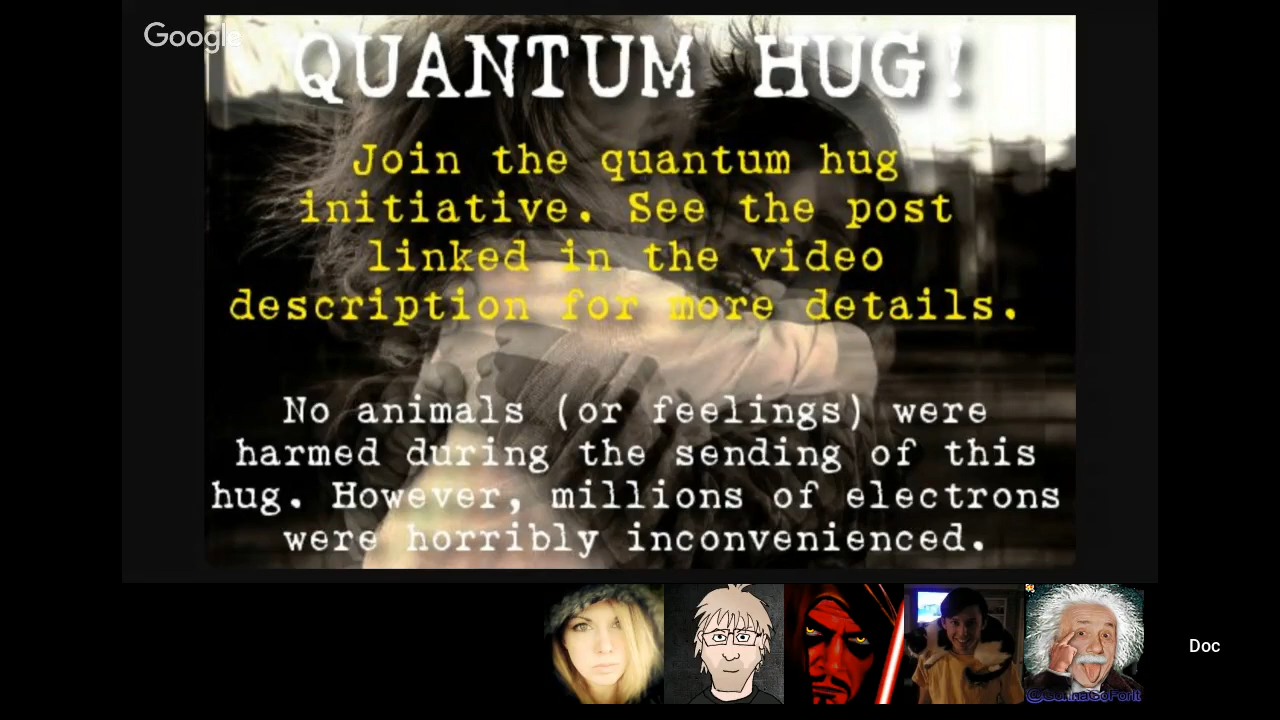 Google
QUANTUM HUG!
Join the quantum hug
initiative. See the post
linked in the video
description for more details.
No animals (or feelings) were
harmed during the sending of this
hug. However, millions of electrons
were horribly inconvenienced.
@GunnaGoForIt
Doc